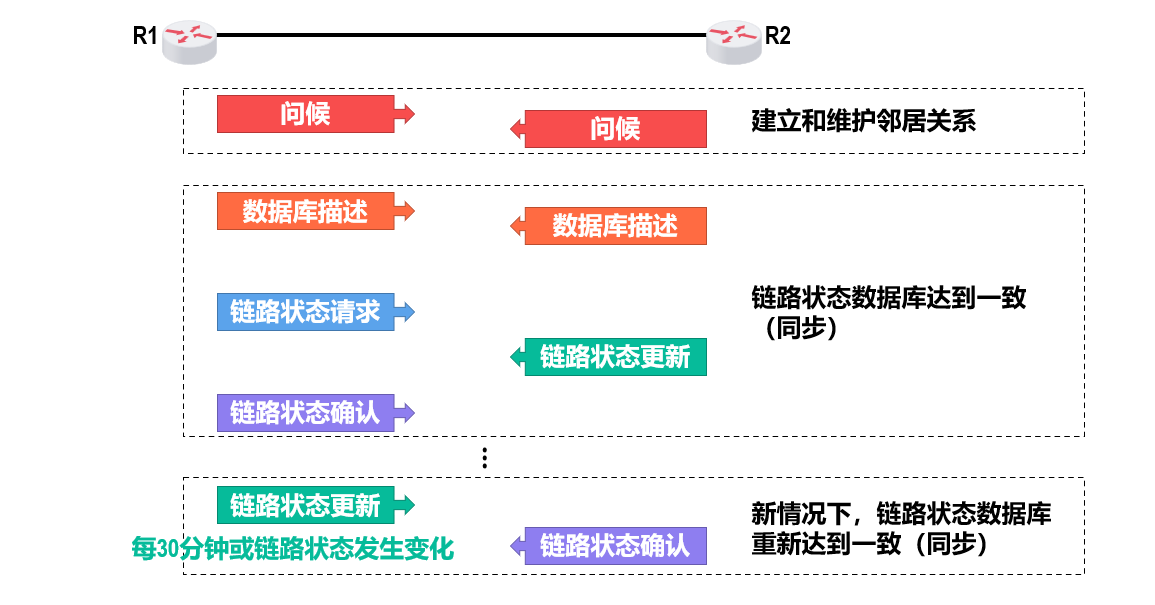 R1
R2
问候
问候
建立和维护邻居关系
数据库描述
数据库描述
链路状态请求
链路状态数据库达到一致
（同步）
链路状态更新
链路状态确认
链路状态更新
每30分钟或链路状态发生变化
链路状态确认
新情况下，链路状态数据库
重新达到一致（同步）